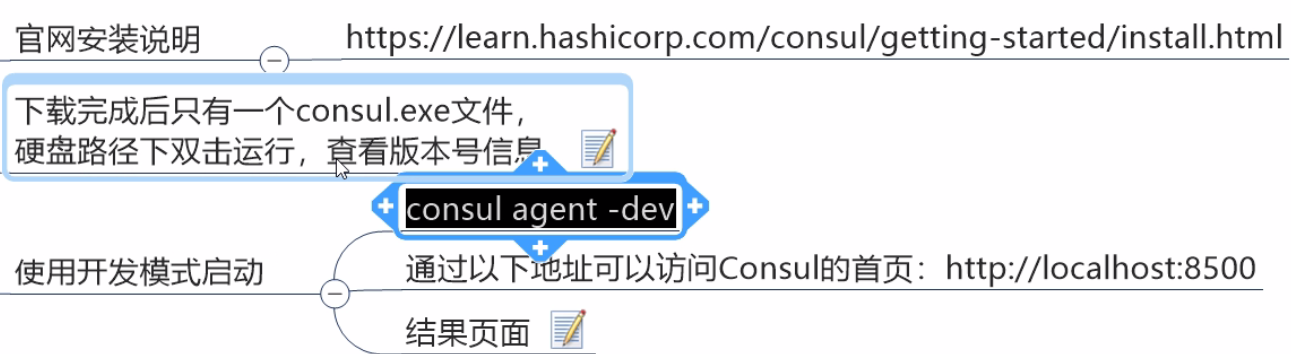 官网安装说明
https://learn.hashicorp.com/consul/getting-started/install.html
下载完成后只有一个consul.exe文件，
硬盘路径下双击运行，查看版本号信息
consul agent -dev
使用开发模式启动
通过以下地址可以访问Consul的首页：http://localhost:8500
结果页面